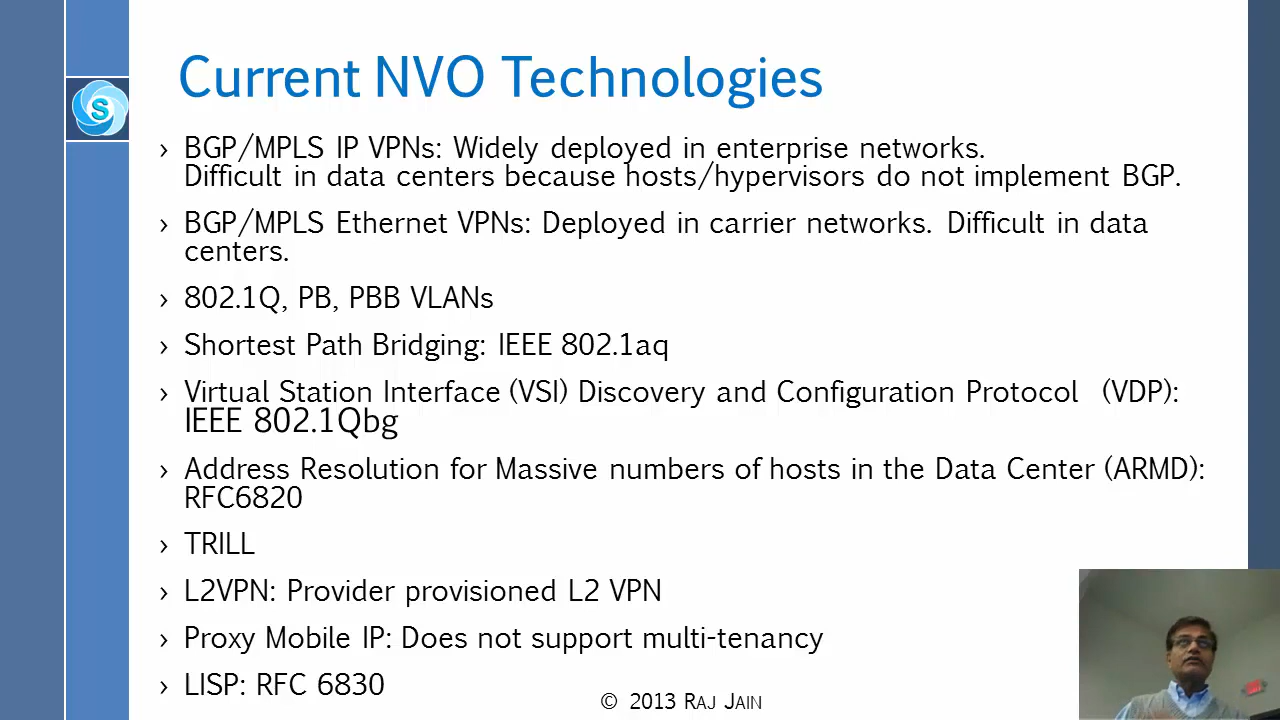 Current NVO Technologies
S
› BGP/MPLS IP VPNs: Widely deployed in enterprise networks.
Difficult in data centers because hosts/hypervisors do not implement BGP.
› BGP/MPLS Ethernet VPNs: Deployed in carrier networks. Difficult in data
centers.
› 802.1Q, PB, PBB VLANs
› Shortest Path Bridging: IEEE 802.1aq
› Virtual Station Interface (VSI) Discovery and Configuration Protocol (VDP):
IEEE 802.1Qbg
› Address Resolution for Massive numbers of hosts in the Data Center (ARMD):
RFC6820
› TRILL
› L2VPN: Provider provisioned L2 VPN
› Proxy Mobile IP: Does not support multi-tenancy
› LISP: RFC 6830
© 2013 RAJ JAIN